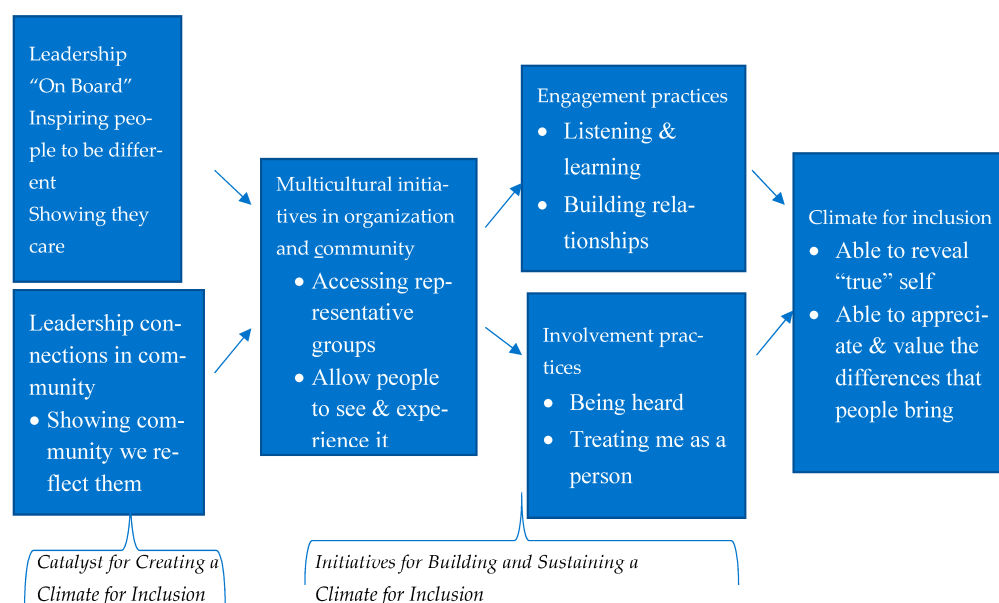 Leadership
“On Board”
Inspiring peo-
ple to be differ-
ent
Showing they
care
Leadership con-
nections in com-
munity
• Showing com-
munity we re-
flect them
Multicultural initia-
tives in organization
and community
• Accessing rep-
resentative
groups
• Allow people
to see & expe-
rience it
Engagement practices
• Listening &
learning
• Building rela-
tionships
Involvement prac-
tices
• Being heard
• Treating me as a
person
Climate for inclusion
• Able to reveal
“true” self
• Able to appreci-
ate & value the
differences that
people bring
Catalyst for Creating a
Climate for Inclusion
Initiatives for Building and Sustaining a
Climate for Inclusion